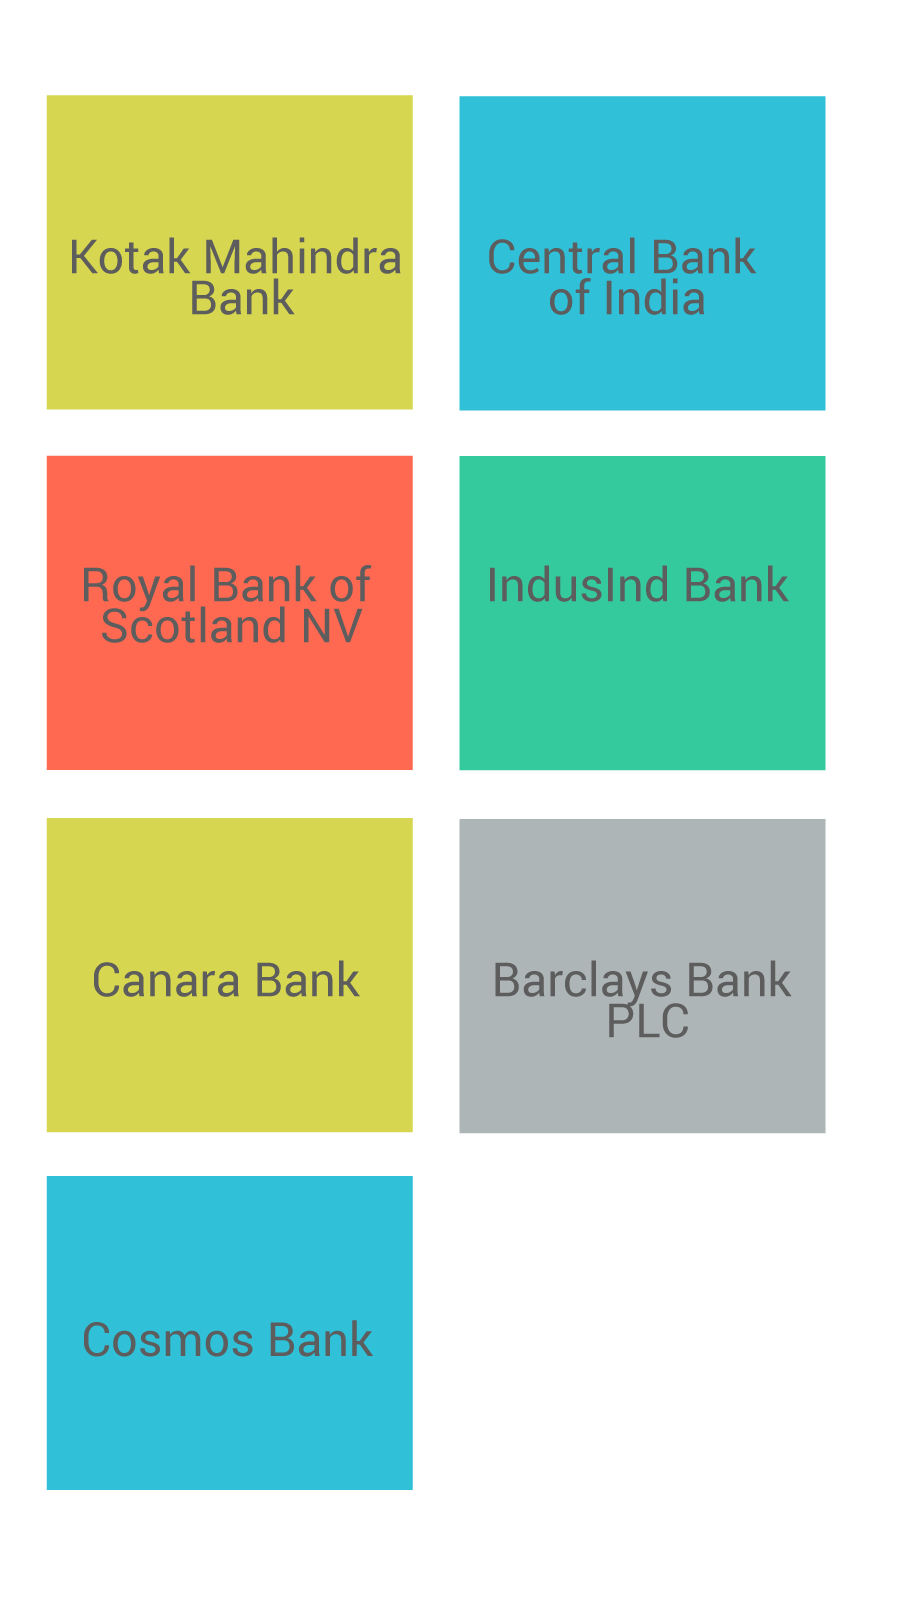 Kotak Mahindra
Bank
Central Bank
of India
Royal Bank of
Scotland NV
IndusInd Bank
Canara Bank
Barclays Bank
PLC
Cosmos Bank